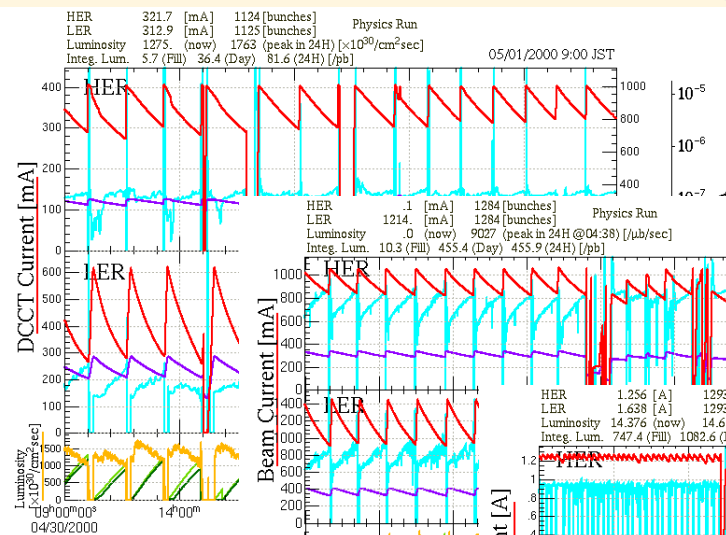 HER 321.7 [mA] 1124 [bunches]
LER 312.9 [mA] 1125 [bunches]
Physics Run
Luminosity 1275. (now) 1763 (peak in 24H) [×10³⁰/cm²sec]
Integ. Lum. 5.7 (Fill) 36.4 (Day) 81.6 (24H) [/pb]
05/01/2000 9:00 JST
HER
400
300
200
100
0
1000
800
600
400
10⁻⁵
10⁻⁶
DCCT Current [mA]
LER
600
500
400
300
200
100
0
Luminosity
[×10³⁰/cm²sec]
1500
1000
500
0
09ʰ00ᵐ00ˢ
14ʰ00ᵐ
04/30/2000
HER .1 [mA] 1284 [bunches]
LER 1214. [mA] 1284 [bunches]
Physics Run
Luminosity .0 (now) 9027 (peak in 24H @04:38) [/μb/sec]
Integ. Lum. 10.3 (Fill) 455.4 (Day) 455.9 (24H) [/pb]
HER
1000
800
600
400
200
0
Beam Current [mA]
LER
1400
1200
1000
800
600
400
200
0
HER 1.256 [A] 1293
LER 1.638 [A] 1293
Luminosity 14.376 (now) 14.6
Integ. Lum. 747.4 (Fill) 1082.6 (
HER
1.2
1
.8
.6
nt [A]